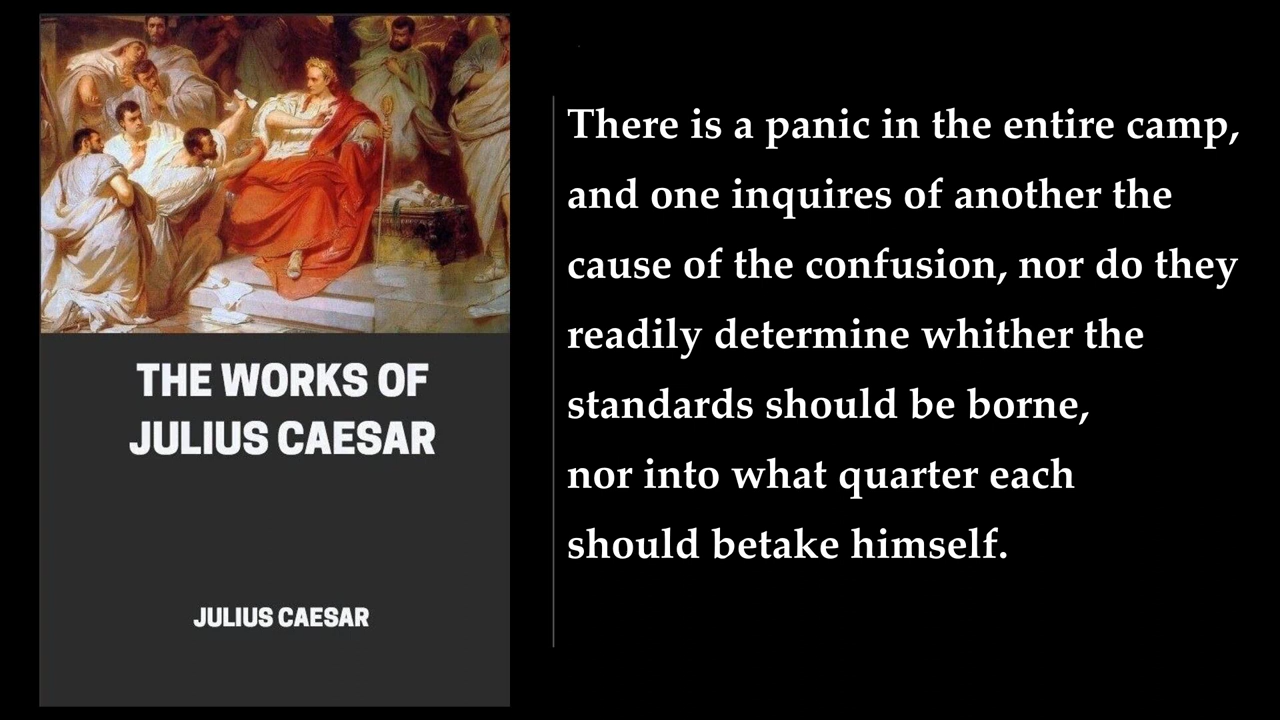 THE WORKS OF
JULIUS CAESAR
JULIUS CAESAR
There is a panic in the entire camp,
and one inquires of another the
cause of the confusion, nor do they
readily determine whither the
standards should be borne,
nor into what quarter each
should betake himself.